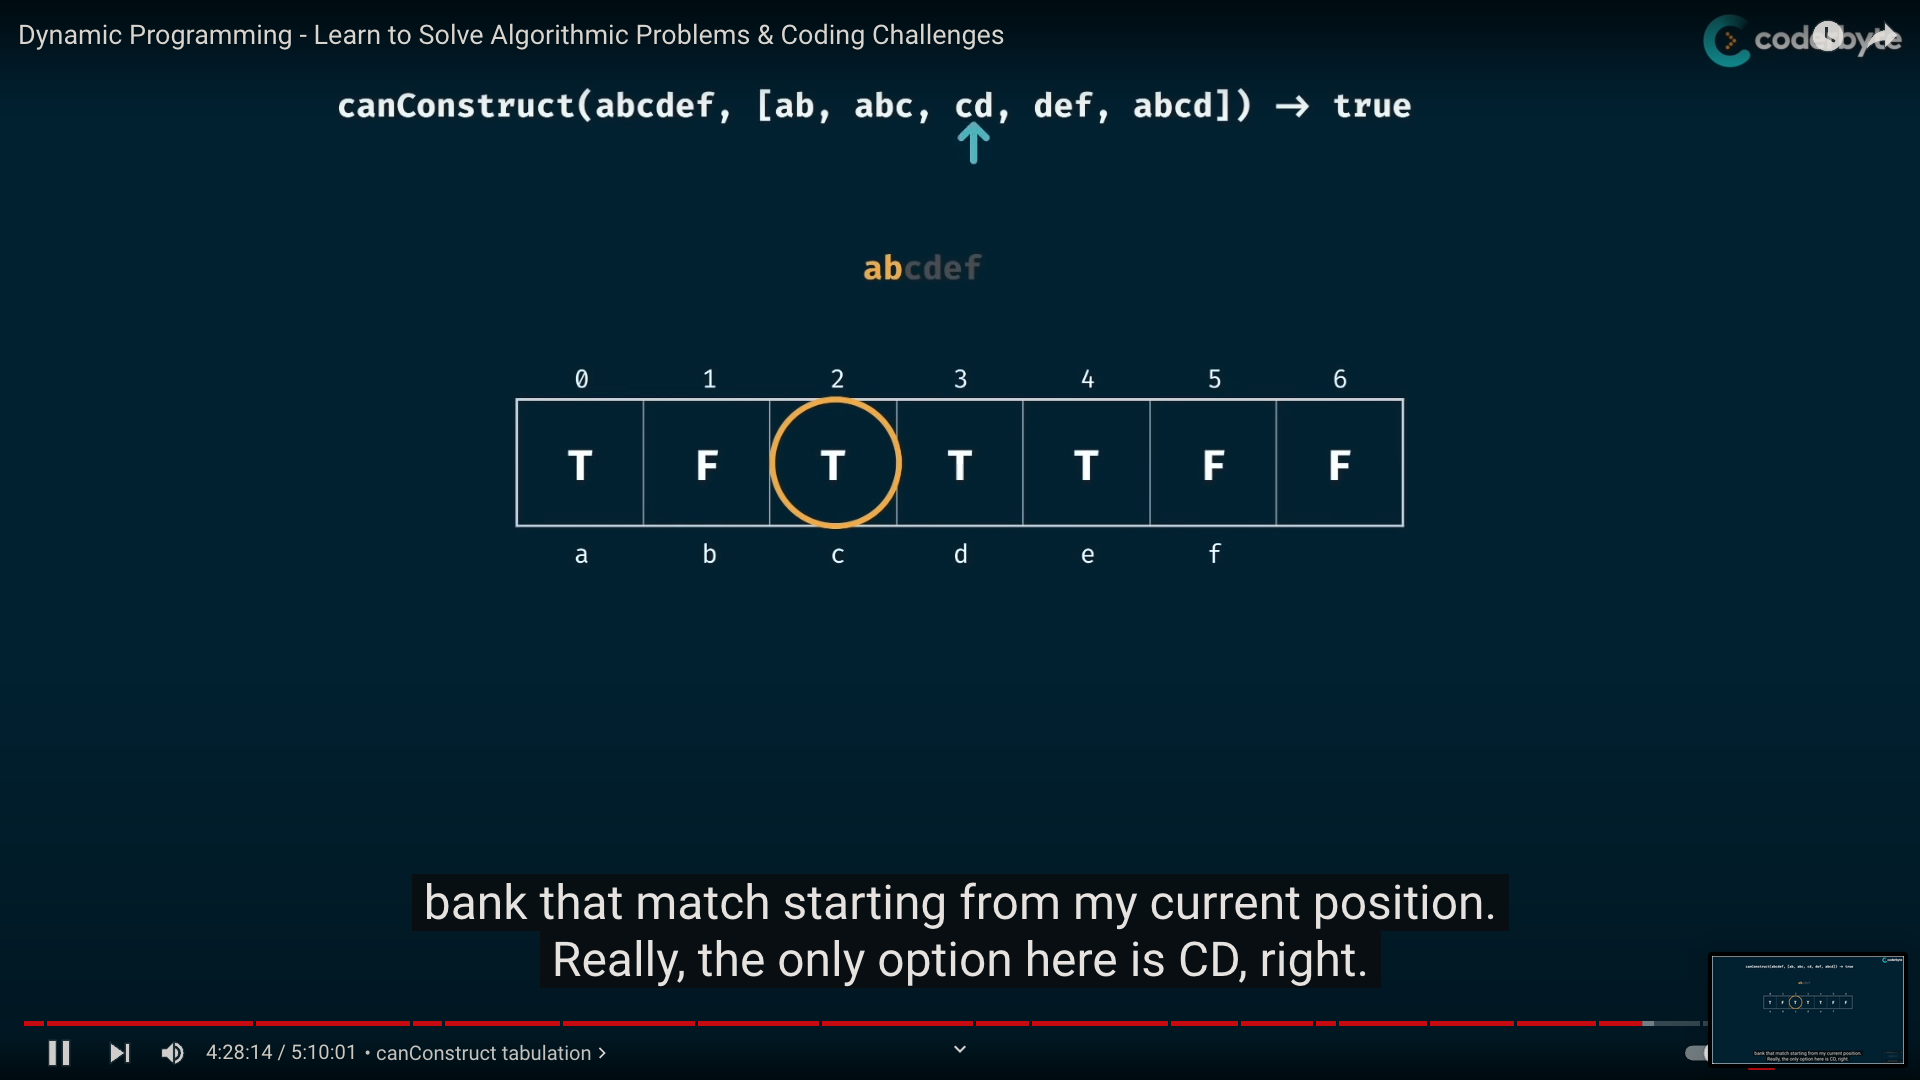 Dynamic Programming - Learn to Solve Algorithmic Problems & Coding Challenges
coderbyte
canConstruct(abcdef, [ab, abc, cd, def, abcd]) → true
abcdef
0 1 2 3 4 5 6
T F T T T F F
a b c d e f
bank that match starting from my current position.
Really, the only option here is CD, right.
4:28:14 / 5:10:01 • canConstruct tabulation